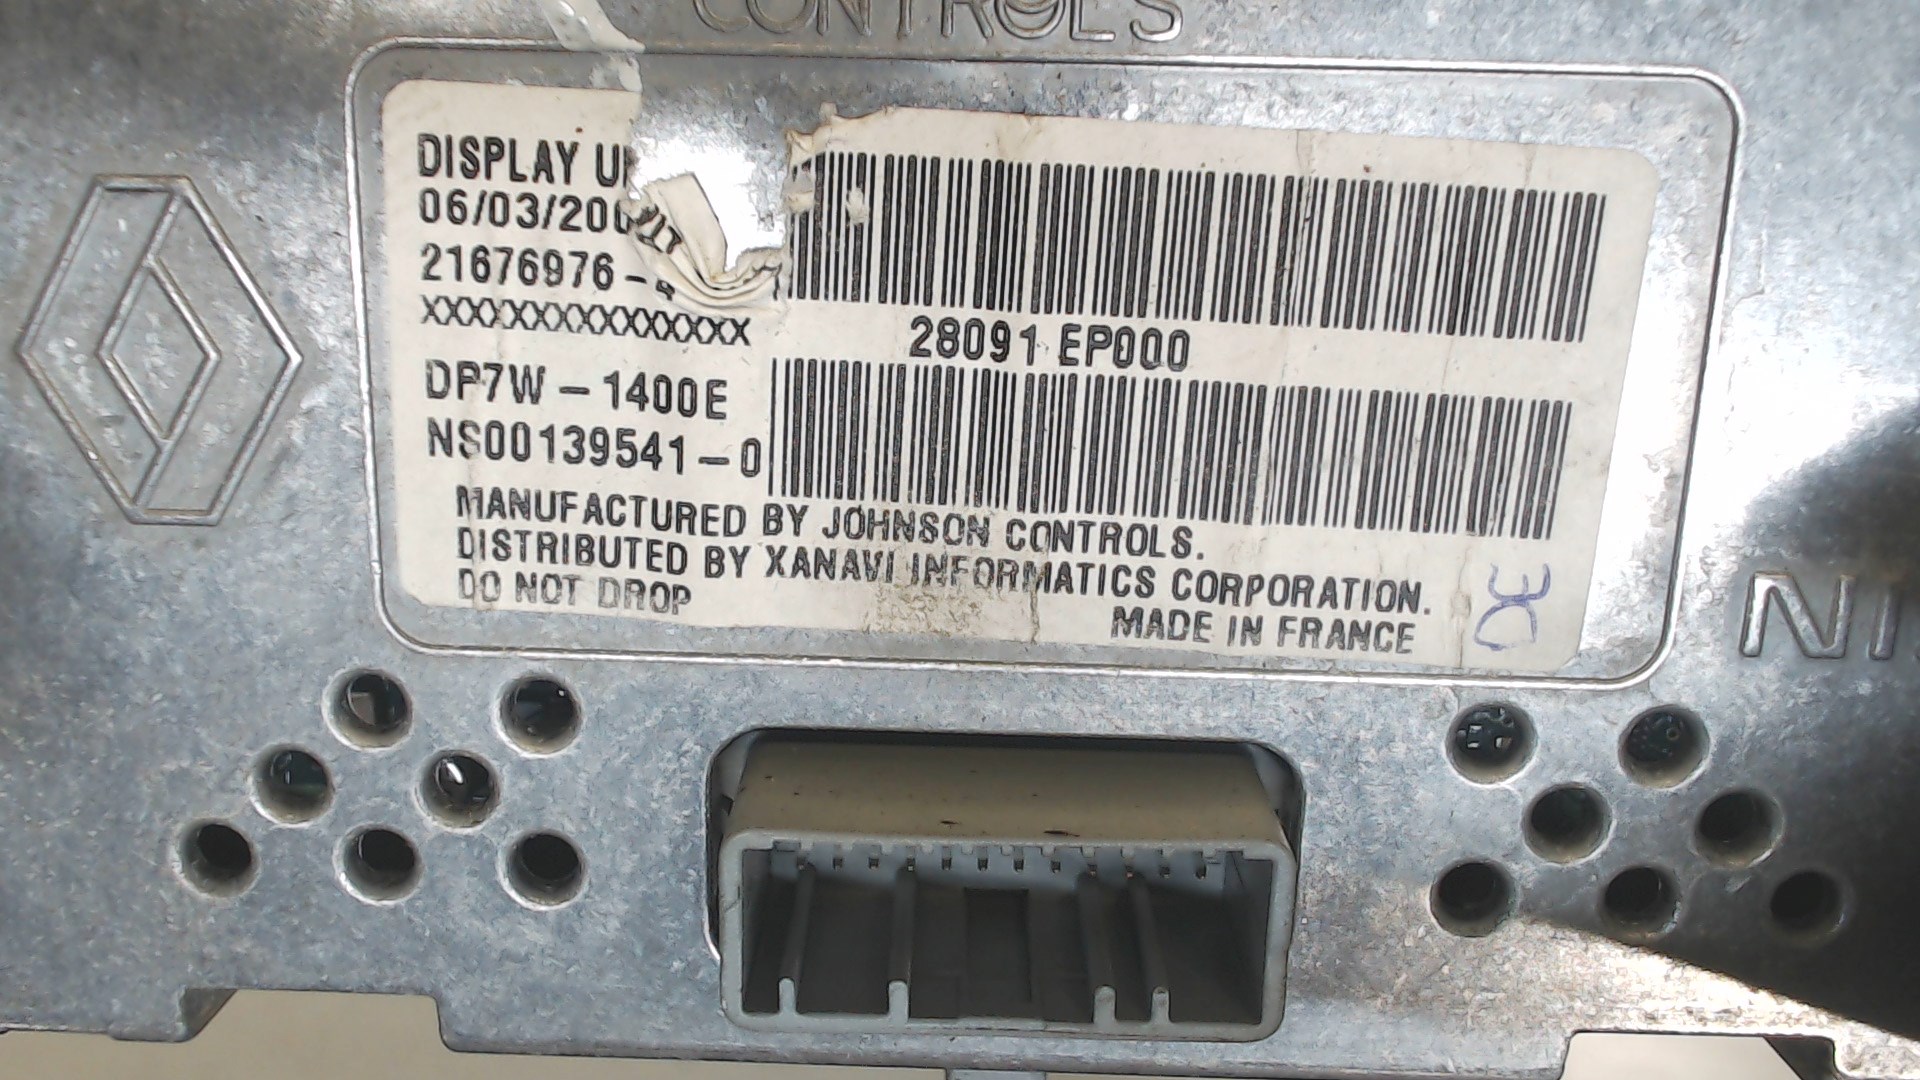 CONTROLS
DISPLAY
06/03/200
21676976-
XXXXXXXXXXXXXXXX
28091 EP000
DP7W-1400E
NS00139541-0
MANUFACTURED BY JOHNSON CONTROLS.
DISTRIBUTED BY XANAVI INFORMATICS CORPORATION.
DO NOT DROP
MADE IN FRANCE